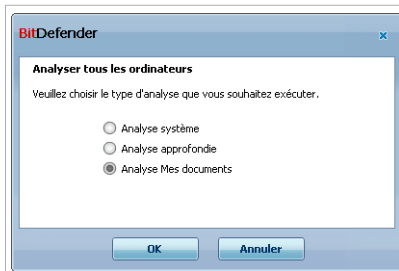 BitDefender
Analyser tous les ordinateurs
Veuillez choisir le type d'analyse que vous souhaitez exécuter.
Analyse système
Analyse approfondie
Analyse Mes documents
OK
Annuler